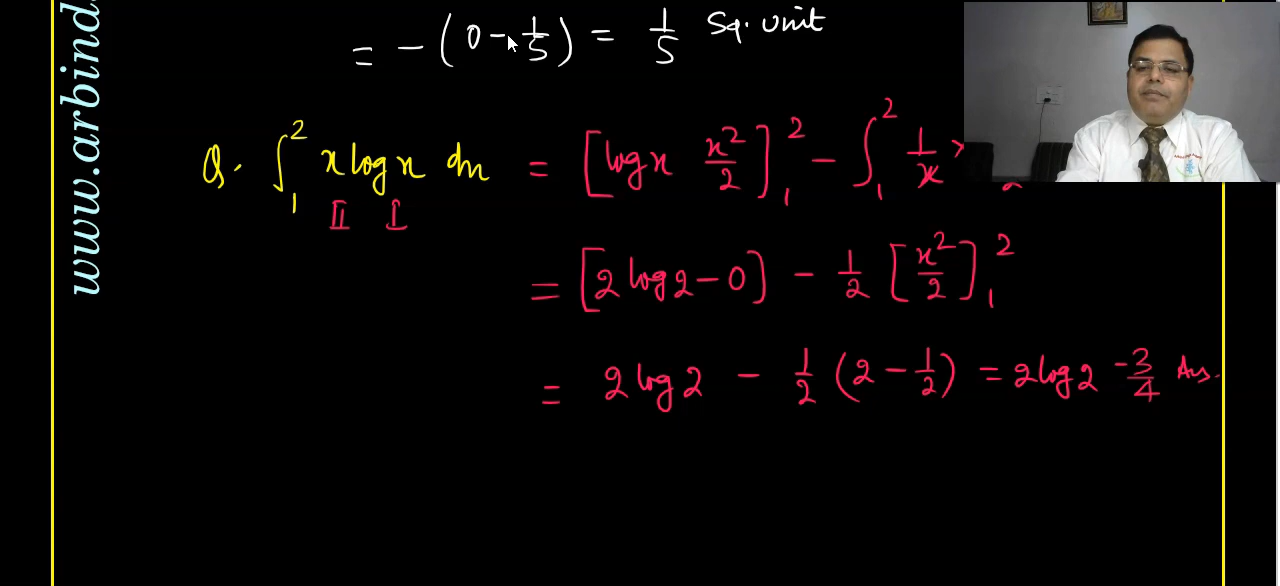 = - (0 - 1/5) = 1/5 Sq. unit
Q. ∫₁² x log x dx = [log x x²/2]₁² - ∫₁² 1/x
II I
= [2 log 2 - 0] - 1/2 [x²/2]₁²
= 2 log 2 - 1/2 (2 - 1/2) = 2 log 2 - 3/4 Ans.
www.arbind